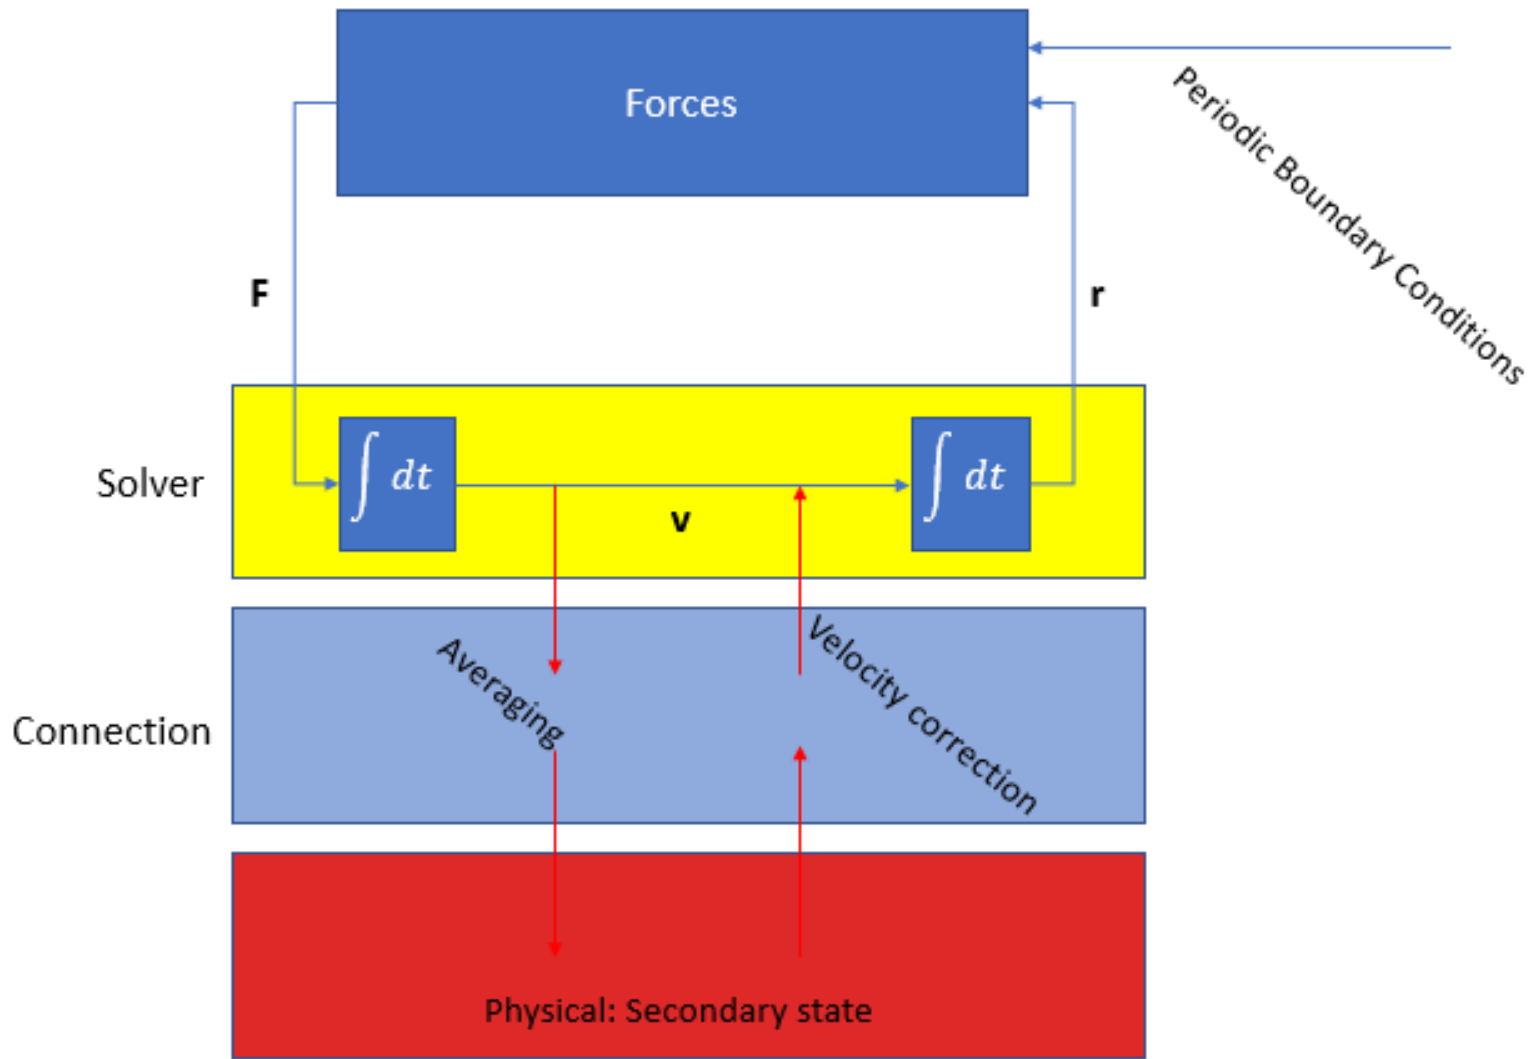 Forces
Periodic Boundary Conditions
F
r
Solver
∫ dt
v
∫ dt
Connection
Averaging
Velocity correction
Physical: Secondary state